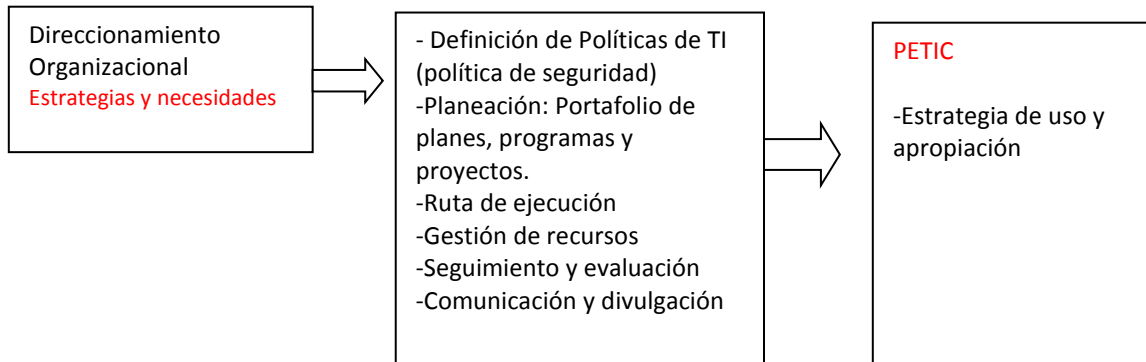 Direccionamiento
Organizacional
Estrategias y necesidades
- Definición de Políticas de TI
(política de seguridad)
-Planeación: Portafolio de
planes, programas y
proyectos.
-Ruta de ejecución
-Gestión de recursos
-Seguimiento y evaluación
-Comunicación y divulgación
PETIC
-Estrategia de uso y
apropiación